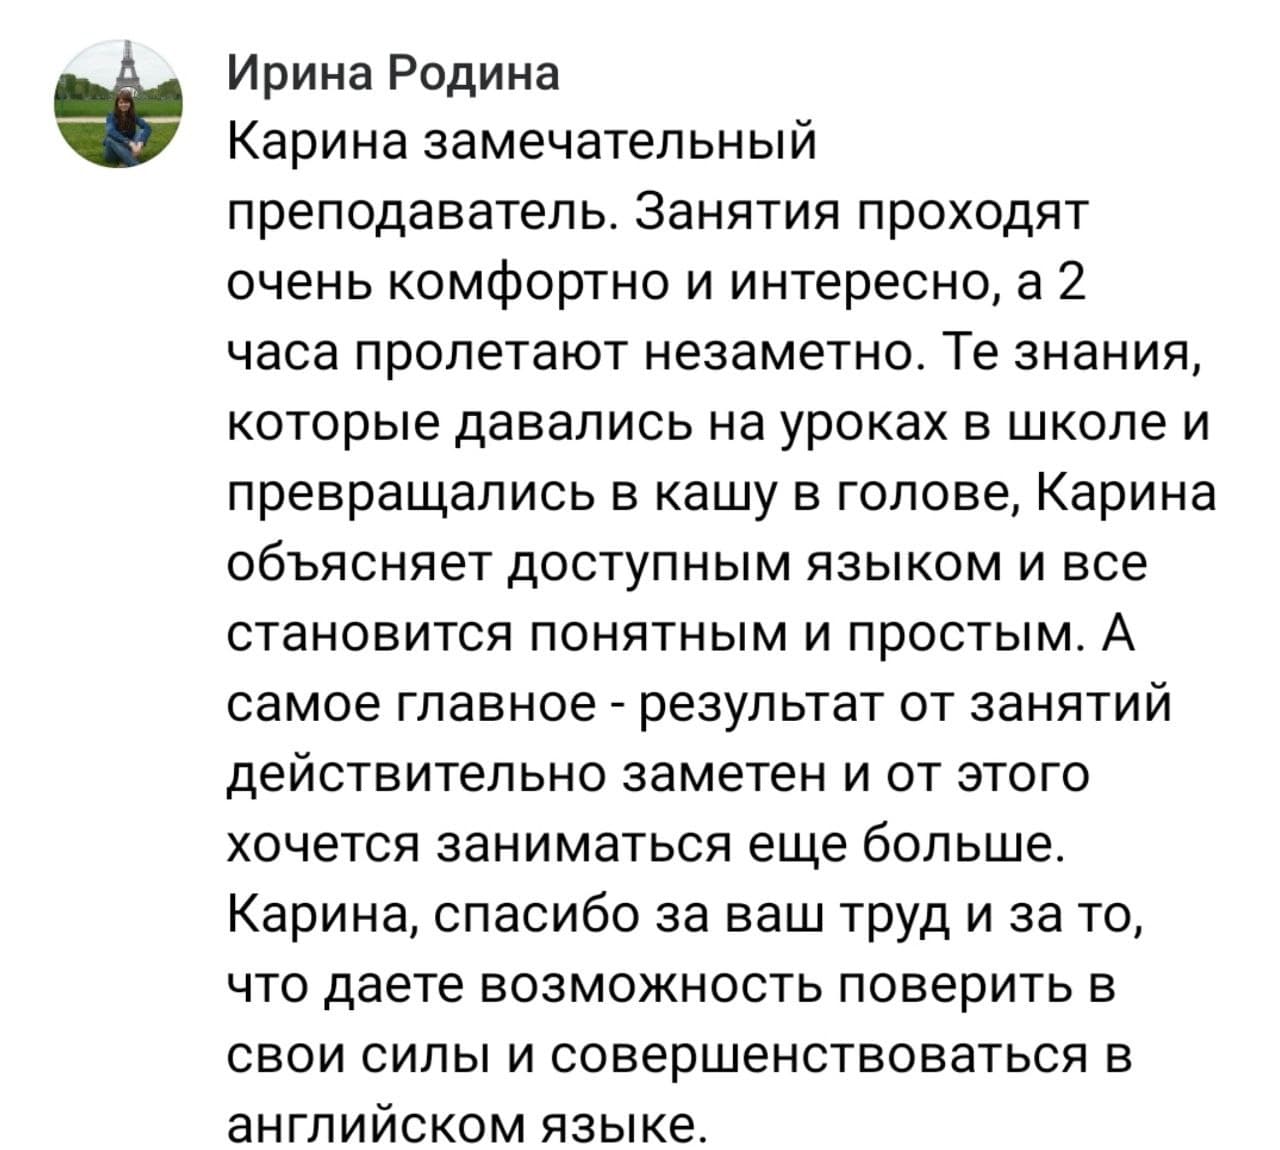 Ирина Родина
Карина замечательный
преподаватель. Занятия проходят
очень комфортно и интересно, а 2
часа пролетают незаметно. Те знания,
которые давались на уроках в школе и
превращались в кашу в голове, Карина
объясняет доступным языком и все
становится понятным и простым. А
самое главное - результат от занятий
действительно заметен и от этого
хочется заниматься еще больше.
Карина, спасибо за ваш труд и за то,
что даете возможность поверить в
свои силы и совершенствоваться в
английском языке.